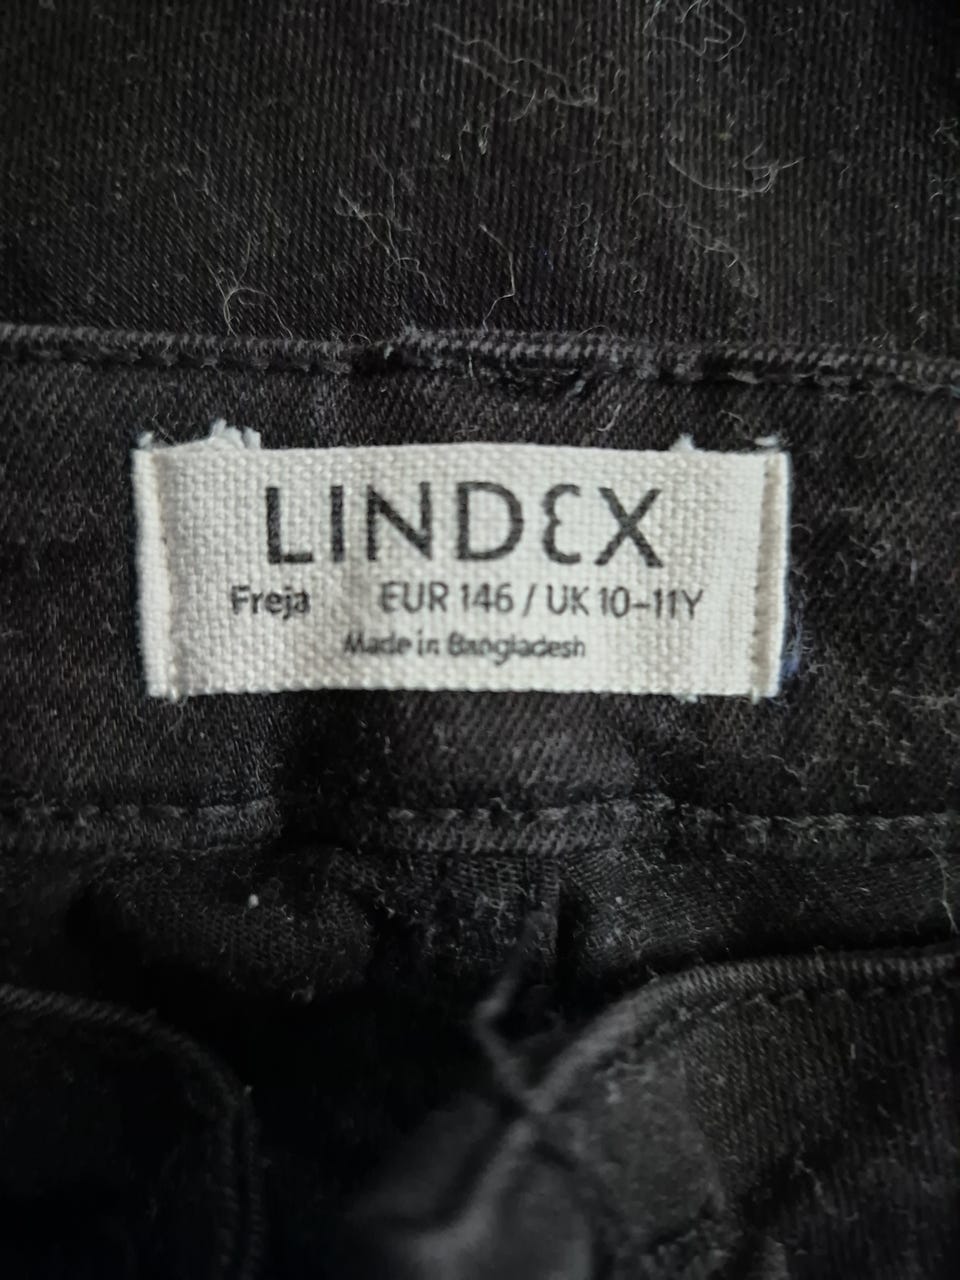 LINDEX
Freja EUR 146 / UK 10-11Y
Made in Bangladesh